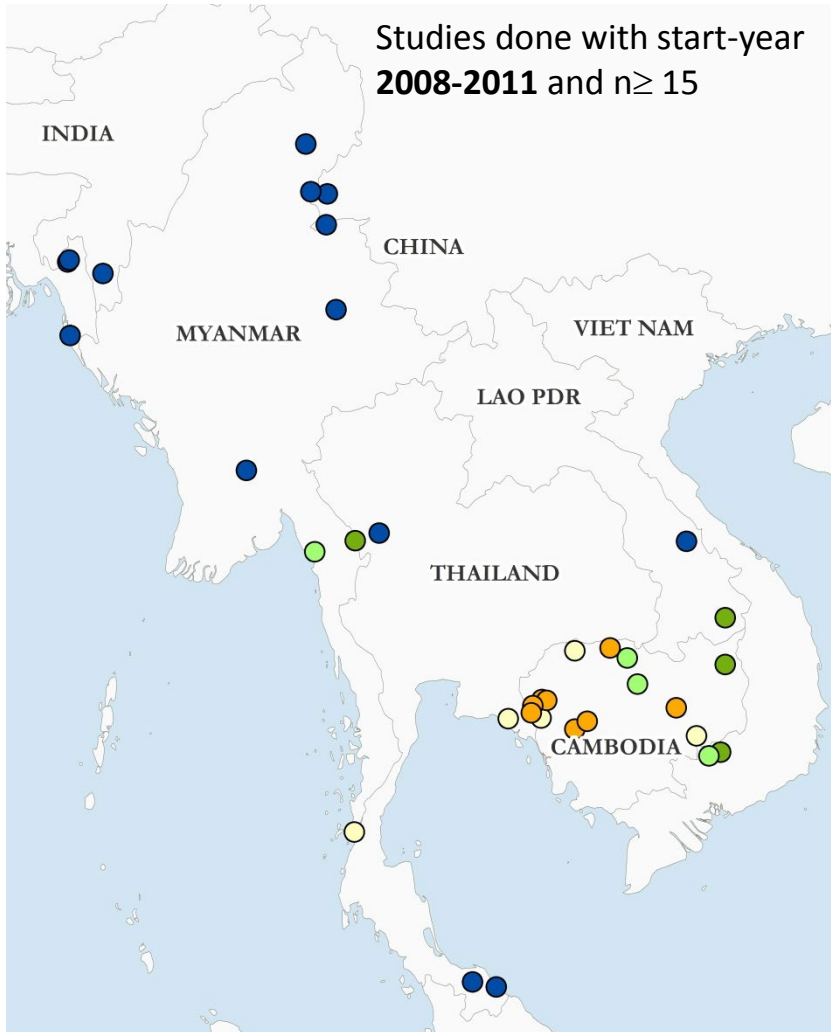 Studies done with start-year
2008-2011 and n≥ 15
INDIA
CHINA
MYANMAR
VIET NAM
LAO PDR
THAILAND
CAMBODIA